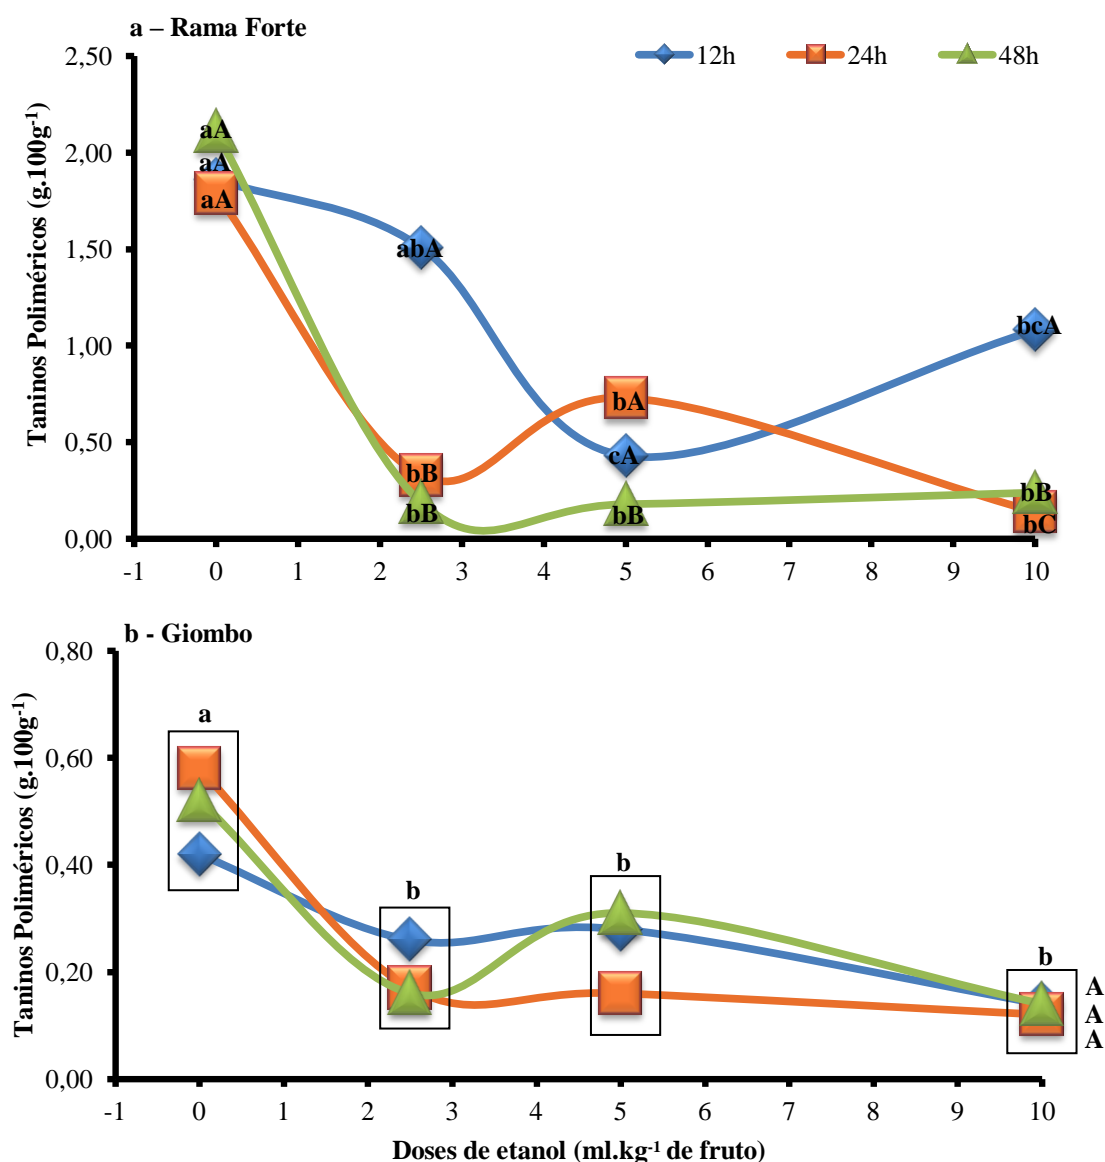 a – Rama Forte
12h 24h 48h
Taninos Poliméricos (g.100g-1)
2,50
2,00
1,50
1,00
0,50
0,00
aA
aA
aA
abA
bB
bB
bA
cA
bB
bcA
bB
bC
-1 0 1 2 3 4 5 6 7 8 9 10
b - Giombo
Taninos Poliméricos (g.100g-1)
0,80
0,60
0,40
0,20
0,00
a
b
b
b
A
A
A
-1 0 1 2 3 4 5 6 7 8 9 10
Doses de etanol (ml.kg-1 de fruto)